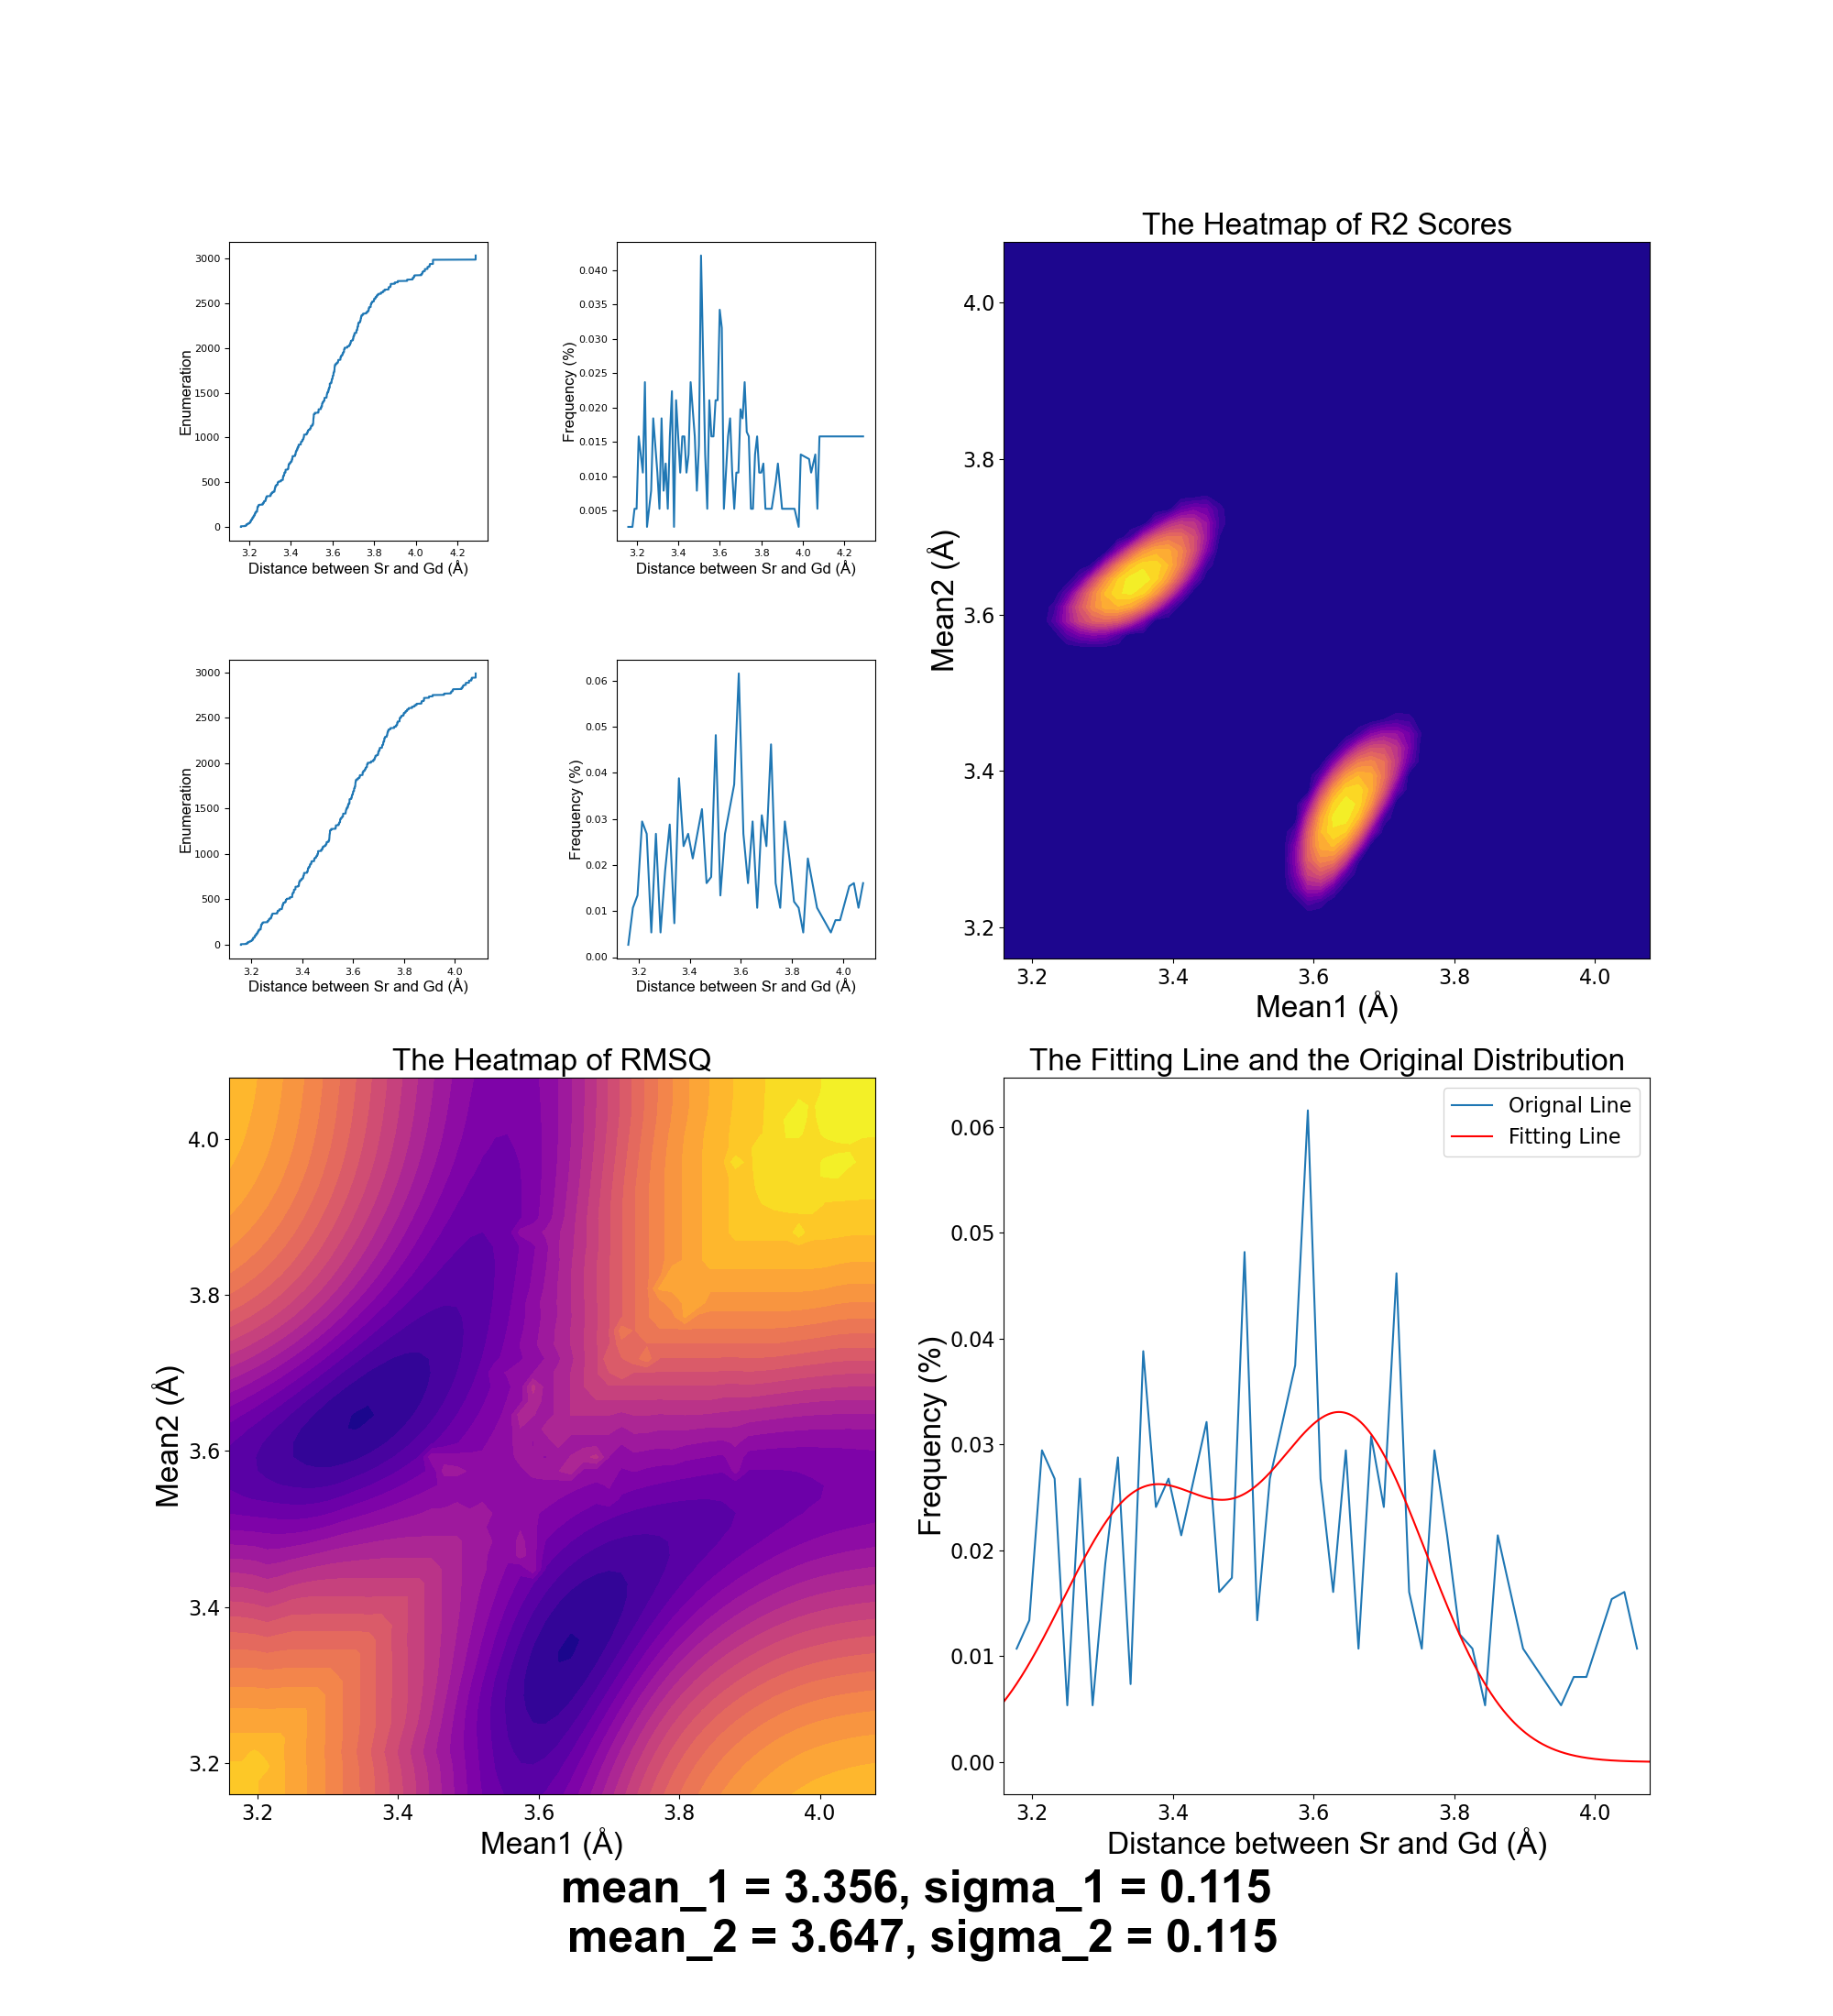 3000
2500
2000
1500
1000
500
0
Enumeration
3.2 3.4 3.6 3.8 4.0 4.2
Distance between Sr and Gd (Å)
0.040
0.035
0.030
0.025
0.020
0.015
0.010
0.005
Frequency (%)
3.2 3.4 3.6 3.8 4.0 4.2
Distance between Sr and Gd (Å)
The Heatmap of R2 Scores
4.0
3.8
3.6
3.4
3.2
Mean2 (Å)
3.2 3.4 3.6 3.8 4.0
Mean1 (Å)
3000
2500
2000
1500
1000
500
0
Enumeration
3.2 3.4 3.6 3.8 4.0
Distance between Sr and Gd (Å)
0.06
0.05
0.04
0.03
0.02
0.01
0.00
Frequency (%)
3.2 3.4 3.6 3.8 4.0
Distance between Sr and Gd (Å)
The Heatmap of RMSQ
4.0
3.8
3.6
3.4
3.2
Mean2 (Å)
3.2 3.4 3.6 3.8 4.0
Mean1 (Å)
The Fitting Line and the Original Distribution
Orignal Line
Fitting Line
0.06
0.05
0.04
0.03
0.02
0.01
0.00
Frequency (%)
3.2 3.4 3.6 3.8 4.0
Distance between Sr and Gd (Å)
mean_1 = 3.356, sigma_1 = 0.115
mean_2 = 3.647, sigma_2 = 0.115